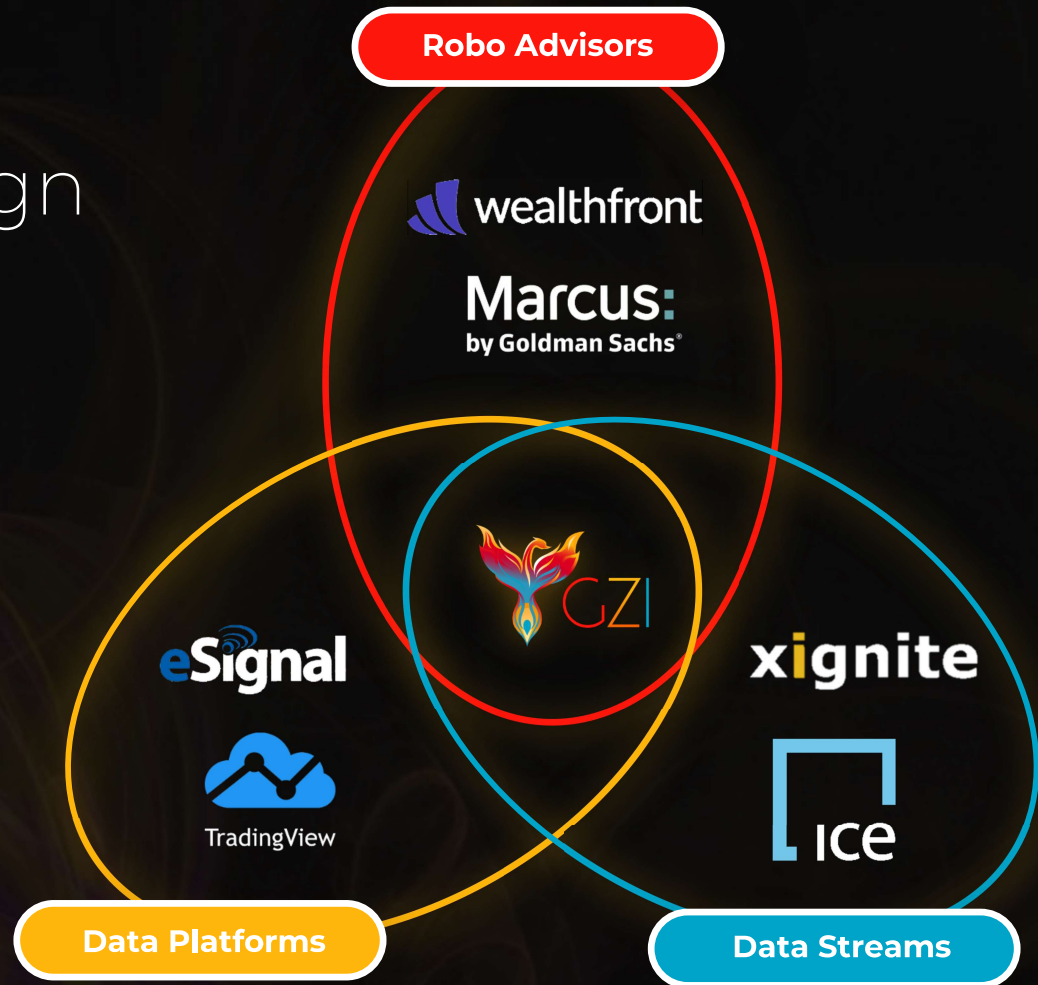 Robo Advisors
gn
wealthfront
Marcus:
by Goldman Sachs®
GZI
eSignal
xignite
TradingView
ice
Data Platforms
Data Streams